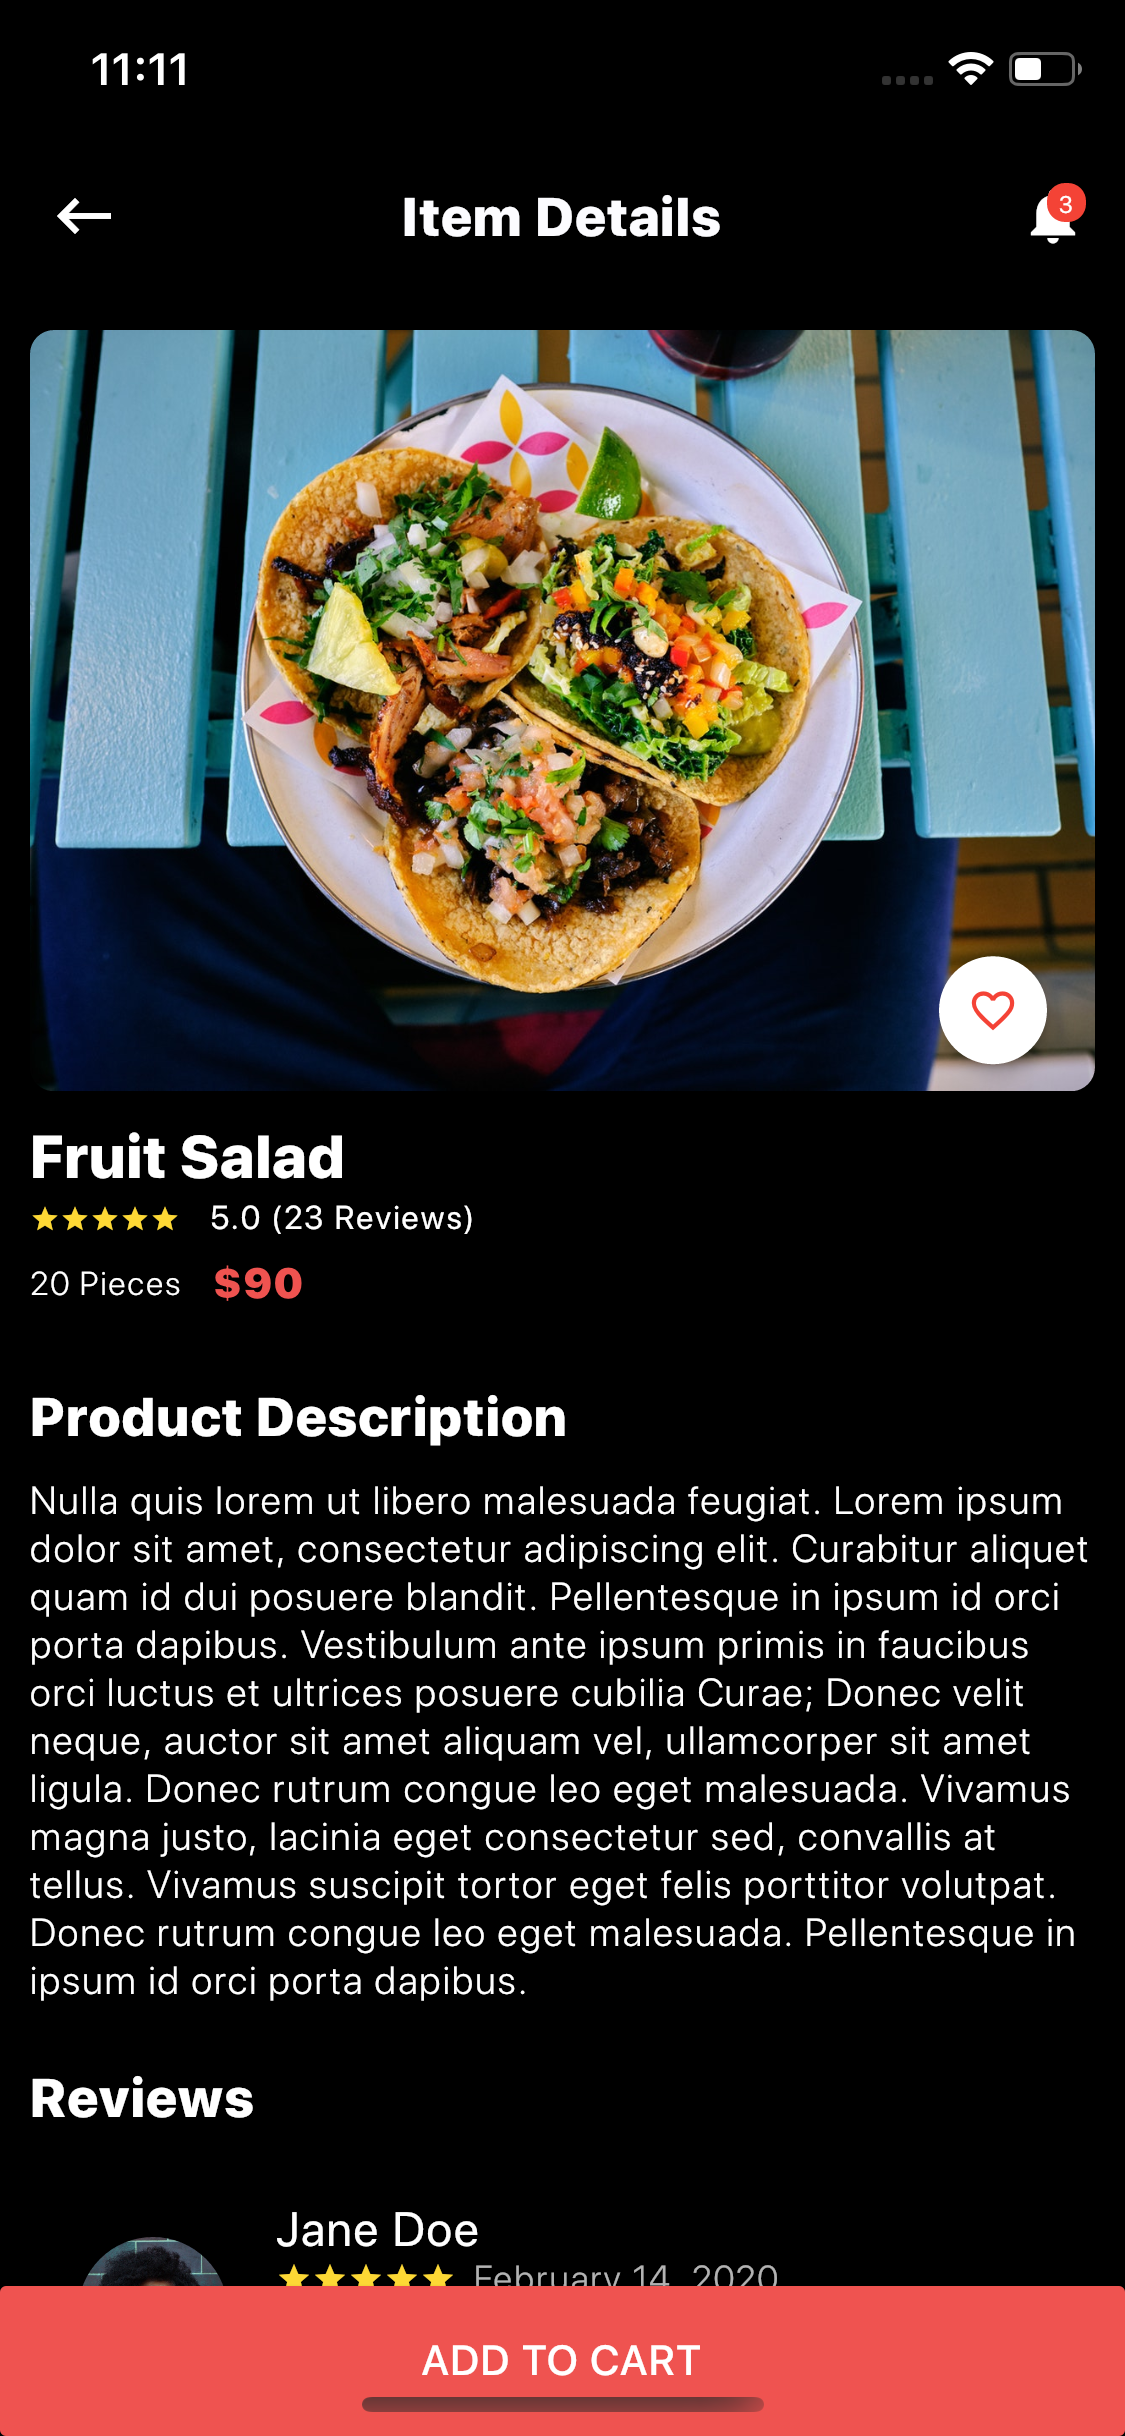 11:11
Item Details
3
Fruit Salad
5.0 (23 Reviews)
20 Pieces $90
Product Description
Nulla quis lorem ut libero malesuada feugiat. Lorem ipsum
dolor sit amet, consectetur adipiscing elit. Curabitur aliquet
quam id dui posuere blandit. Pellentesque in ipsum id orci
porta dapibus. Vestibulum ante ipsum primis in faucibus
orci luctus et ultrices posuere cubilia Curae; Donec velit
neque, auctor sit amet aliquam vel, ullamcorper sit amet
ligula. Donec rutrum congue leo eget malesuada. Vivamus
magna justo, lacinia eget consectetur sed, convallis at
tellus. Vivamus suscipit tortor eget felis porttitor volutpat.
Donec rutrum congue leo eget malesuada. Pellentesque in
ipsum id orci porta dapibus.
Reviews
Jane Doe
February 14, 2020
ADD TO CART